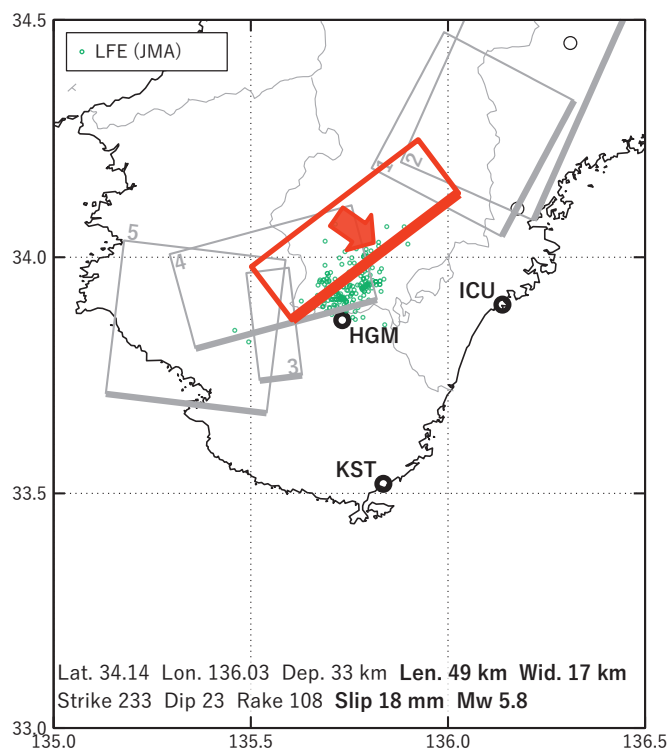 34.5
LFE (JMA)
1
2
34.0
5
4
ICU
HGM
3
KST
33.5
Lat. 34.14 Lon. 136.03 Dep. 33 km Len. 49 km Wid. 17 km
Strike 233 Dip 23 Rake 108 Slip 18 mm Mw 5.8
33.0
135.0 135.5 136.0 136.5